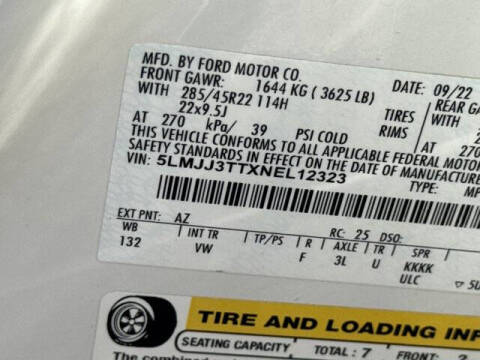 MFD. BY FORD MOTOR CO.
DATE: 09/22
FRONT GAWR: 1644 KG ( 3625 LB)
REAR GA
WITH 285/45R22 114H TIRES WITH
22x9.5J RIMS
AT 270 kPa/ 39 PSI COLD AT
THIS VEHICLE CONFORMS TO ALL APPLICABLE FEDERAL MOTOR
SAFETY STANDARDS IN EFFECT ON THE DATE OF MANUFACTURE
VIN: 5LMJJ3TTXNEL12323
TYPE: MP
EXT PNT: AZ RC: 25 DSO:
WB INT TR TP/PS R AXLE TR SPR
132 VW F 3L U KKKK
ULC 5U
TIRE AND LOADING INF
SEATING CAPACITY TOTAL: 7 FRONT: 2